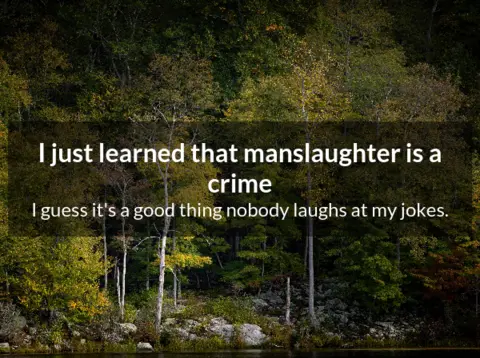 I just learned that manslaughter is a
crime
I guess it's a good thing nobody laughs at my jokes.